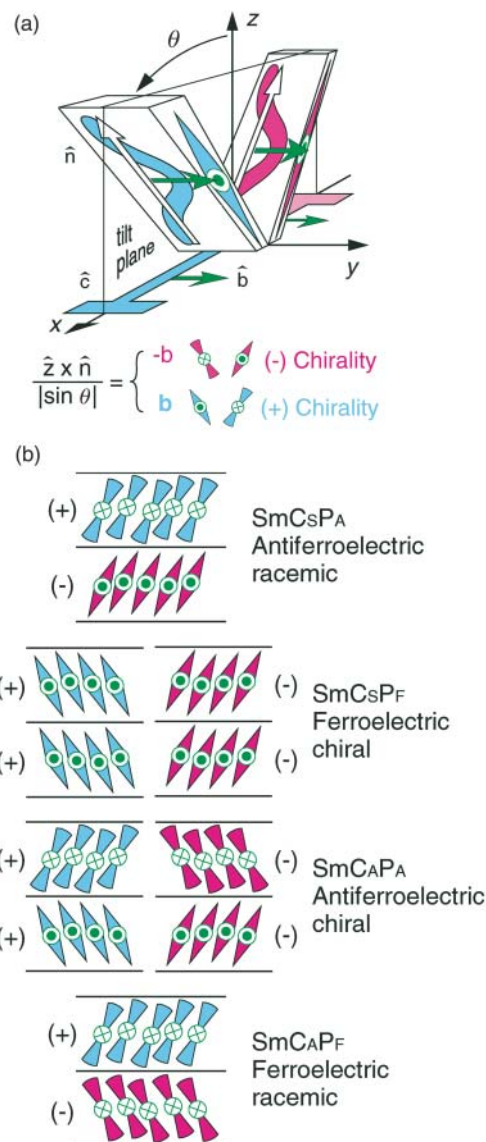 (a)
z
θ
n̂
tilt
plane
ĉ
b̂
y
x
ẑ x n̂
|sin θ|
=
-b (-) Chirality
b (+) Chirality
(b)
(+)
SmCSPA
Antiferroelectric
racemic
(-)
(+) (-)
SmCSPF
Ferroelectric
chiral
(+) (-)
(+) (-)
SmCAPA
Antiferroelectric
chiral
(+) (-)
(+)
SmCAPF
Ferroelectric
racemic
(-)